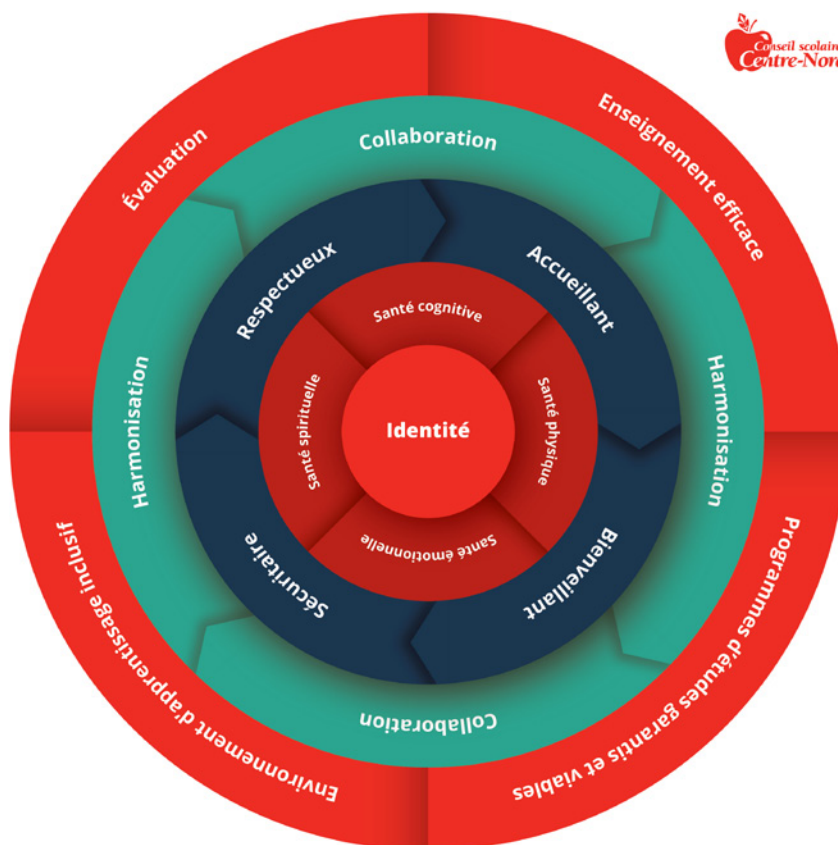 Conseil scolaire
Centre-Nord
Évaluation
Enseignement efficace
Programmes d'études garantis et viables
Environnement d'apprentissage inclusif
Collaboration
Harmonisation
Collaboration
Harmonisation
Respectueux
Accueillant
Bienveillant
Sécuritaire
Santé cognitive
Santé physique
Santé émotionnelle
Santé spirituelle
Identité